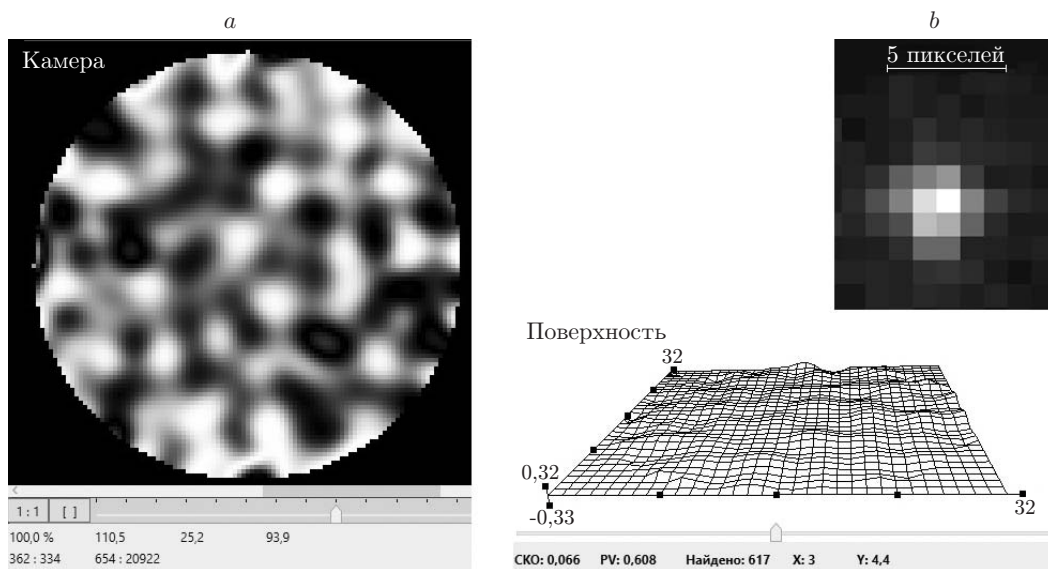 a
Камера
1:1 [ ]
100,0 % 110,5 25,2 93,9
362 : 334 654 : 20922
b
5 пикселей
Поверхность
32
0,32
-0,33
32
СКО: 0,066 PV: 0,608 Найдено: 617 X: 3 Y: 4,4